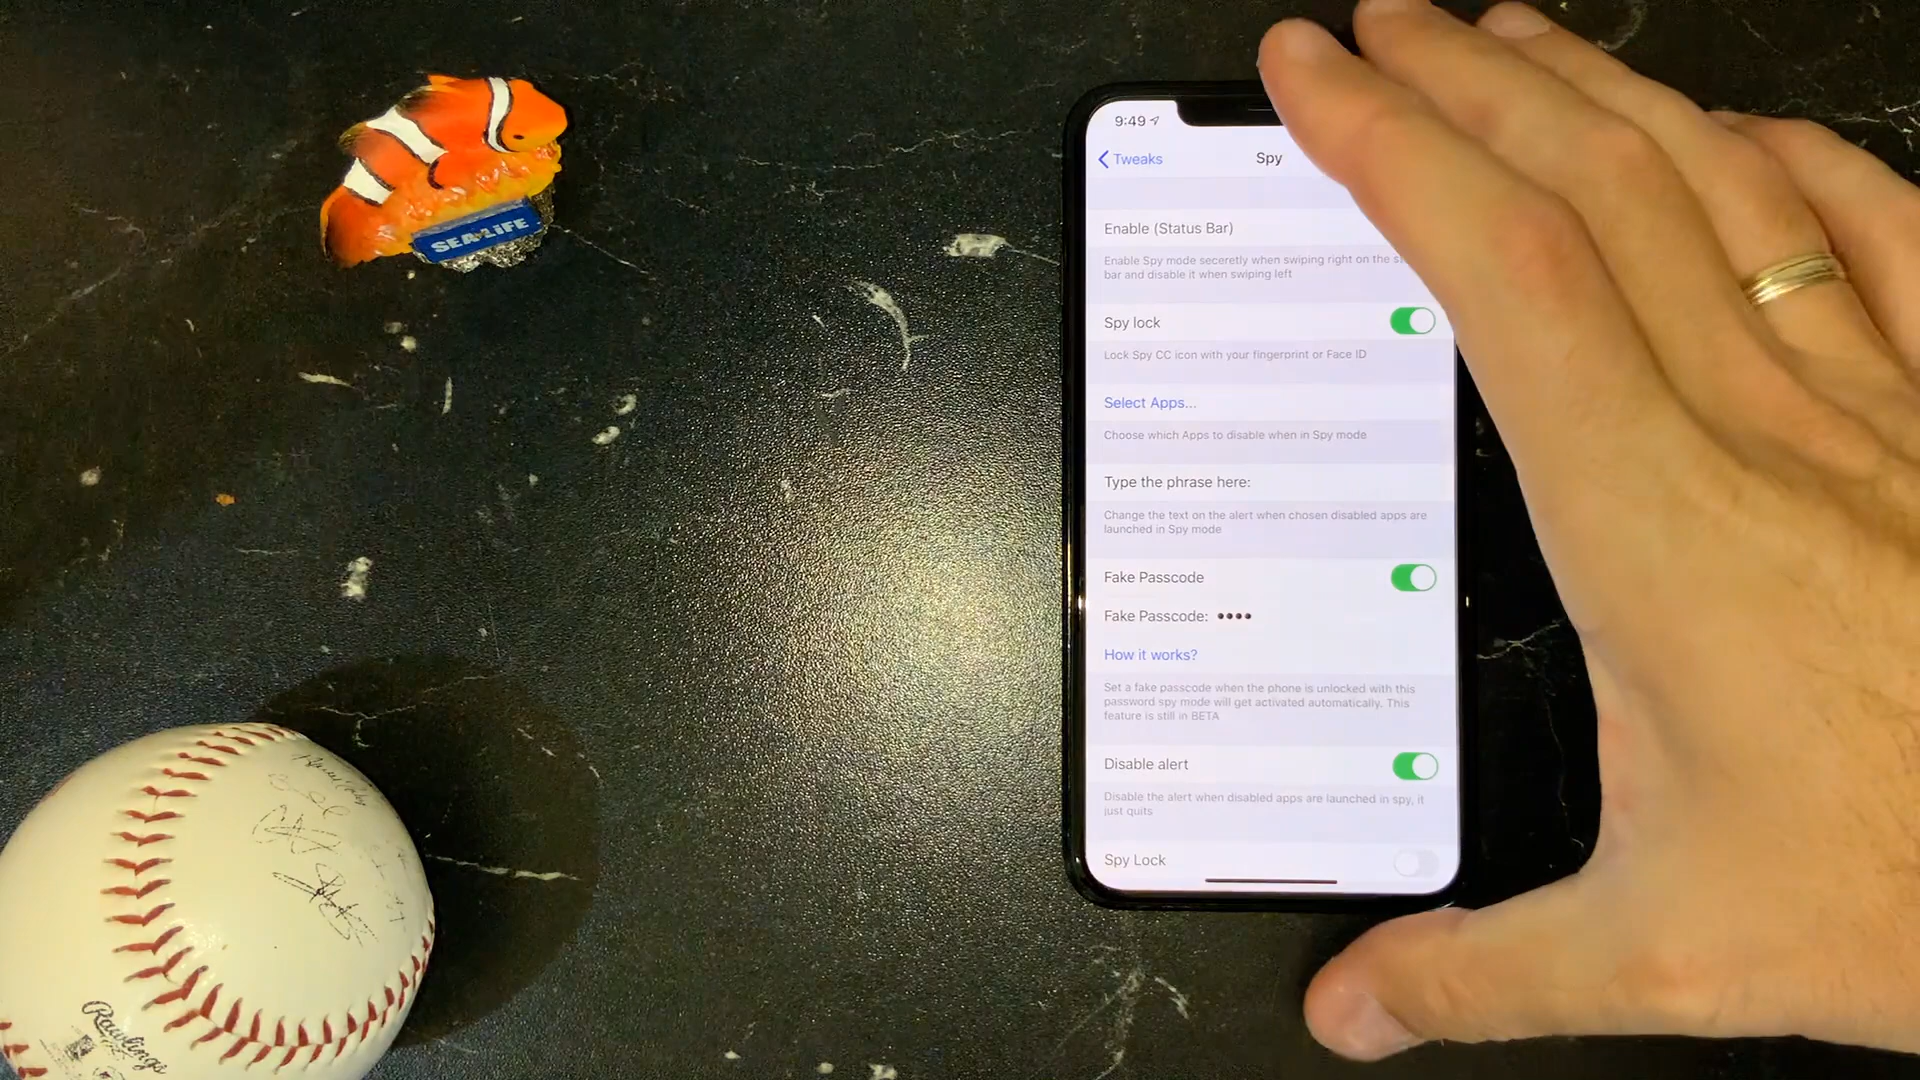 SEA LIFE
9:49
Tweaks
Spy
Enable (Status Bar)
Enable Spy mode seceretly when swiping right on the
bar and disable it when swiping left
Spy lock
Lock Spy CC icon with your fingerprint or Face ID
Select Apps...
Choose which Apps to disable when in Spy mode
Type the phrase here:
Change the text on the alert when chosen disabled apps are
launched in Spy mode
Fake Passcode
Fake Passcode: ••••
How it works?
Set a fake passcode when the phone is unlocked with this
password spy mode will get activated automatically. This
feature is still in BETA
Disable alert
Disable the alert when disabled apps are launched in spy, it
just quits
Spy Lock
Rawlings